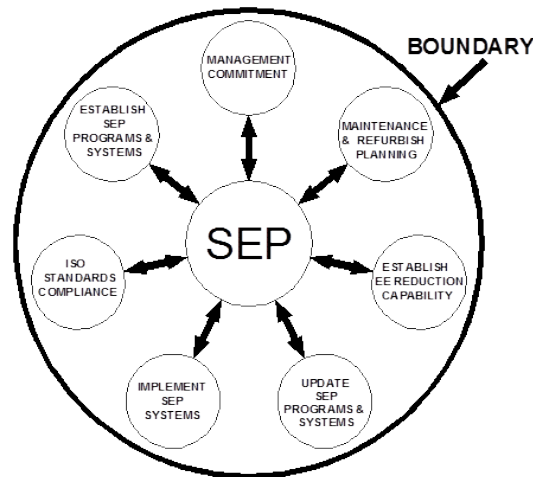 BOUNDARY
MANAGEMENT
COMMITMENT
ESTABLISH
SEP
PROGRAMS &
SYSTEMS
MAINTENANCE
& REFURBISH
PLANNING
SEP
ISO
STANDARDS
COMPLIANCE
ESTABLISH
EE REDUCTION
CAPABILITY
IMPLEMENT
SEP
SYSTEMS
UPDATE
SEP
PROGRAMS &
SYSTEMS